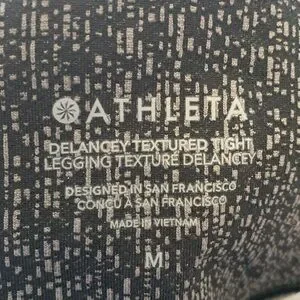 ATHLETA
DELANCEY TEXTURED TIGHT
LEGGING TEXTURE DELANCEY
DESIGNED IN SAN FRANCISCO
CONÇU À SAN FRANCISCO
MADE IN VIETNAM
M